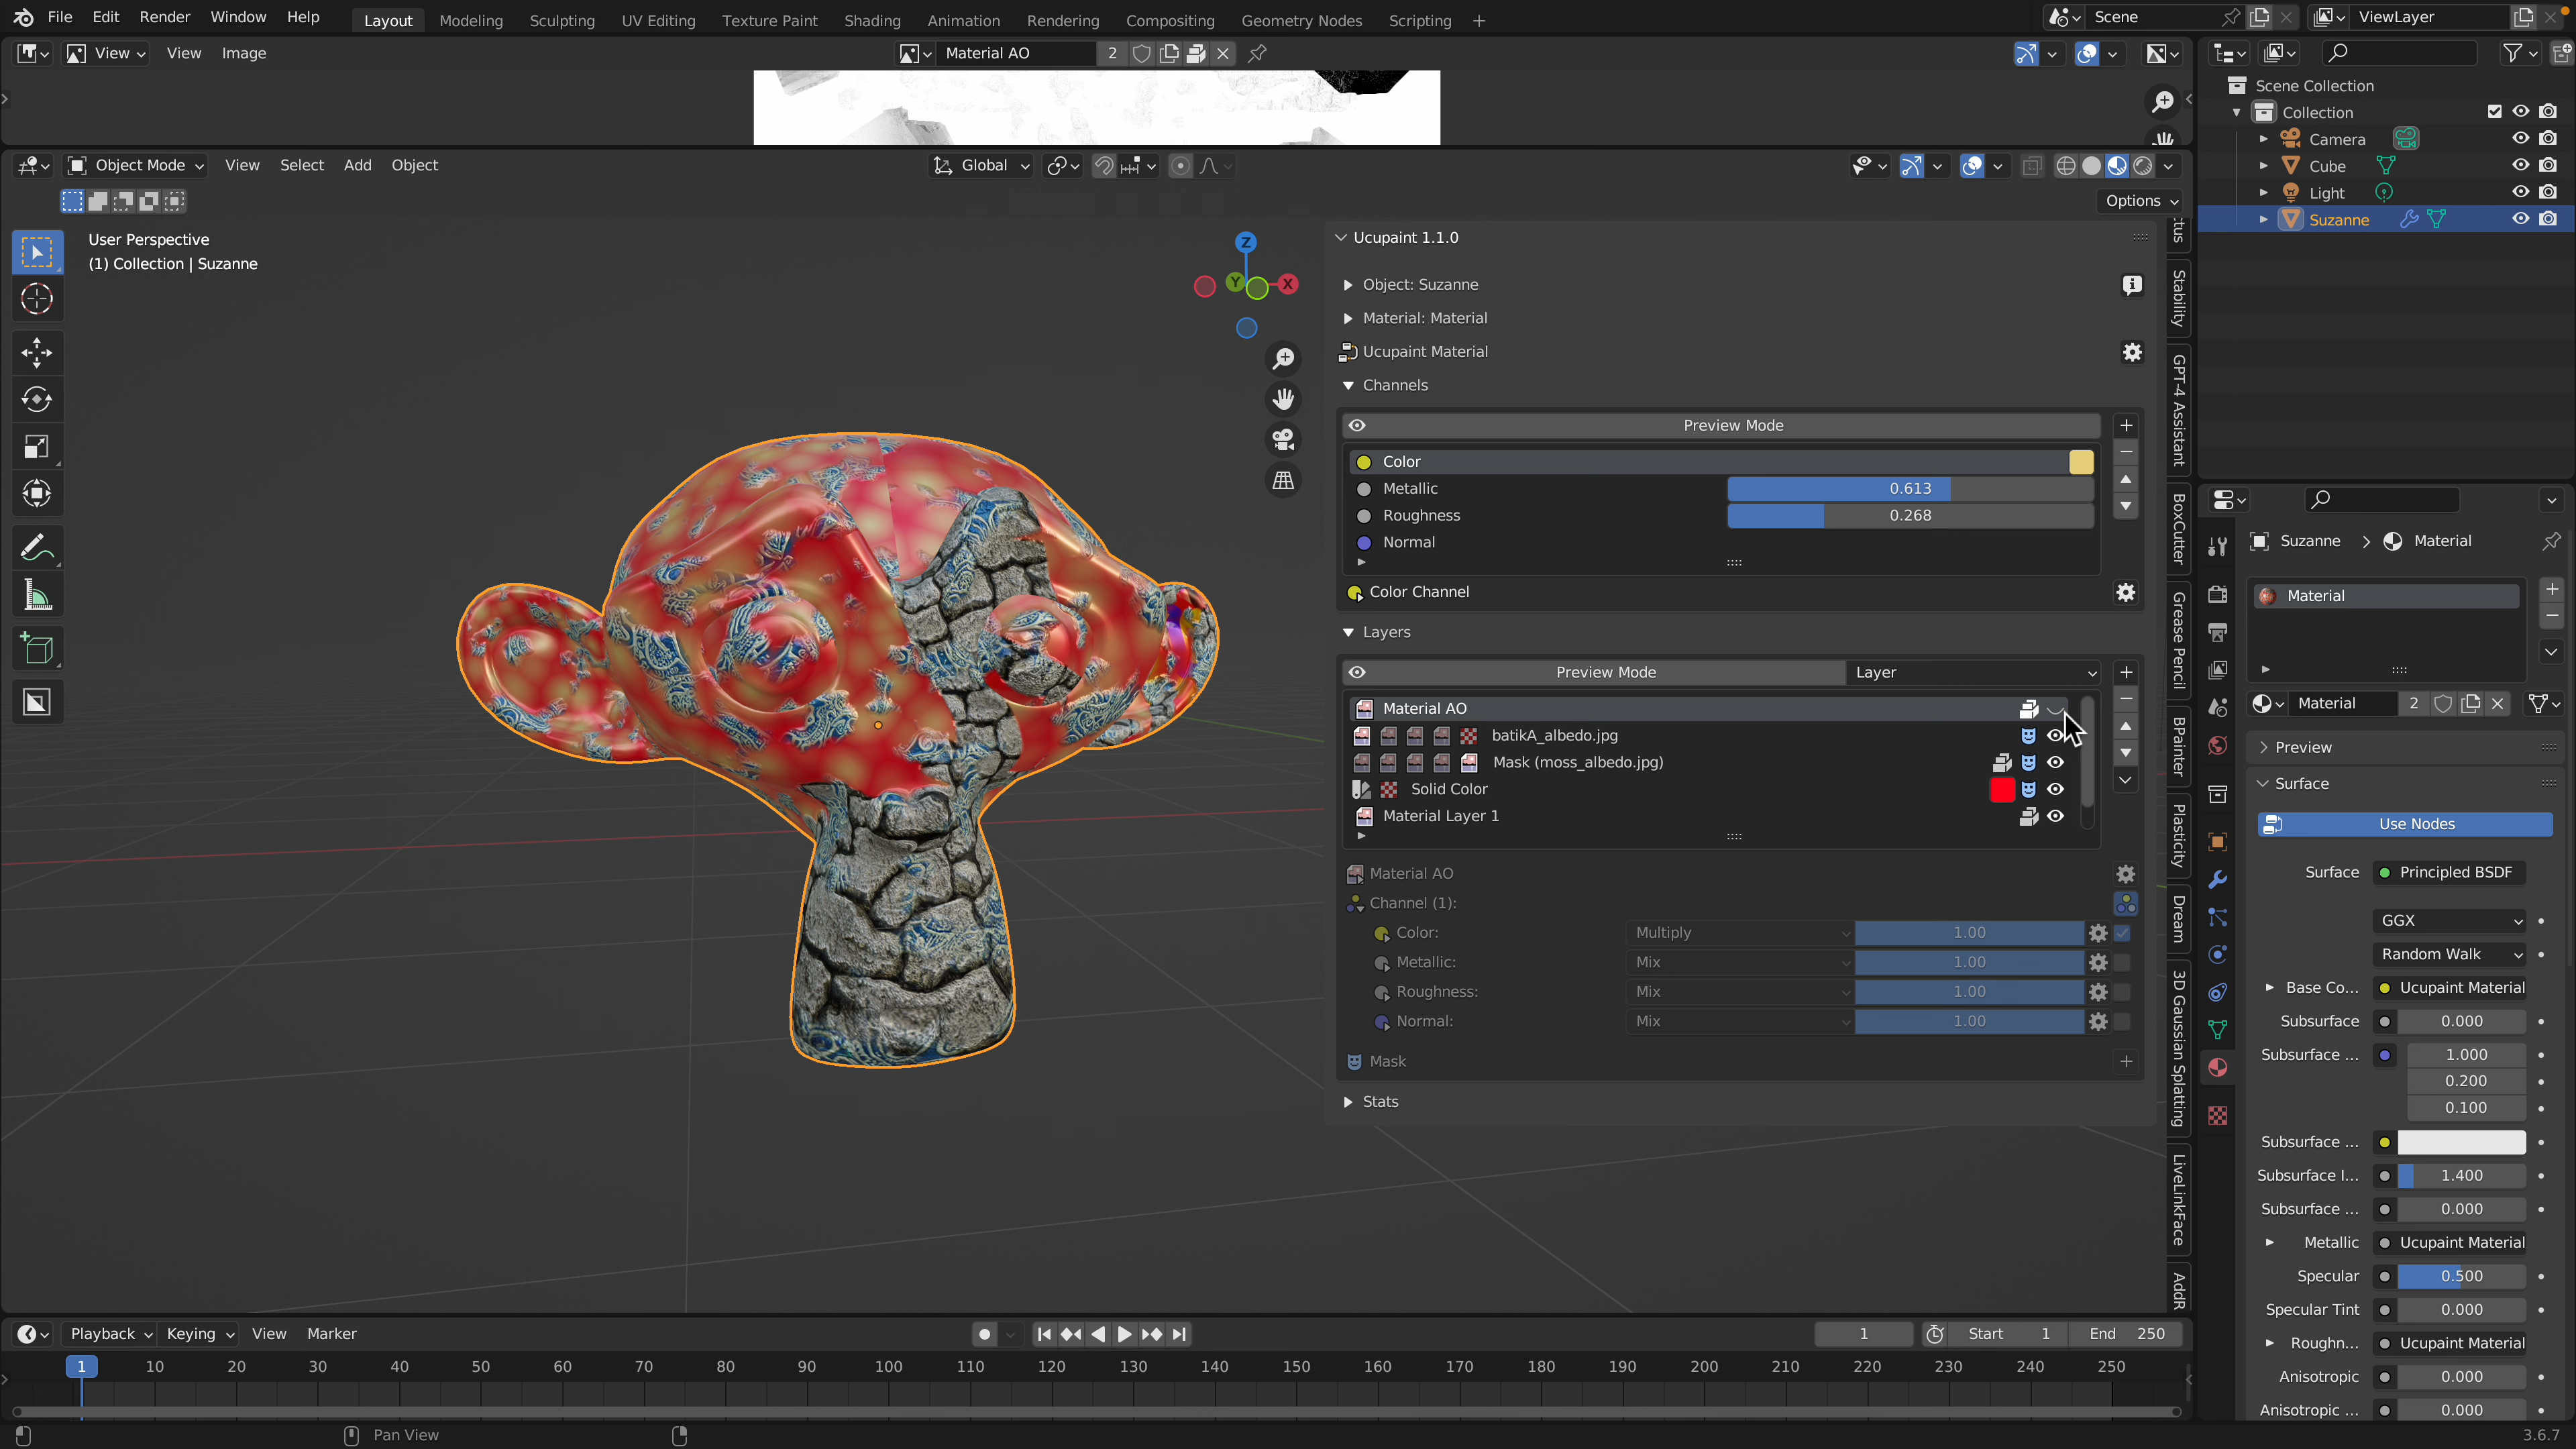 File Edit Render Window Help Layout Modeling Sculpting UV Editing Texture Paint Shading Animation Rendering Compositing Geometry Nodes Scripting + Scene ViewLayer
View View Image Material AO 2
Scene Collection
Collection
Camera
Cube
Light
Suzanne
Object Mode View Select Add Object Global
Options
User Perspective
(1) Collection | Suzanne
Z
Y
X
Ucupaint 1.1.0
Object: Suzanne
Material: Material
Ucupaint Material
Channels
Preview Mode
Color
Metallic 0.613
Roughness 0.268
Normal
Color Channel
Layers
Preview Mode Layer
Material AO
batikA_albedo.jpg
Mask (moss_albedo.jpg)
Solid Color
Material Layer 1
Material AO
Channel (1):
Color: Multiply 1.00
Metallic: Mix 1.00
Roughness: Mix 1.00
Normal: Mix 1.00
Mask
Stats
tus
Stability
GPT-4 Assistant
BoxCutter
Grease Pencil
BPainter
Plasticity
Dream
3D Gaussian Splatting
LiveLinkFace
AddR
Suzanne > Material
Material
Material 2
Preview
Surface
Use Nodes
Surface Principled BSDF
GGX
Random Walk
Base Co... Ucupaint Material
Subsurface 0.000
Subsurface ... 1.000
0.200
0.100
Subsurface ...
Subsurface I... 1.400
Subsurface ... 0.000
Metallic Ucupaint Material
Specular 0.500
Specular Tint 0.000
Roughn... Ucupaint Material
Anisotropic 0.000
Anisotropic ... 0.000
Playback Keying View Marker 1 Start 1 End 250
1 10 20 30 40 50 60 70 80 90 100 110 120 130 140 150 160 170 180 190 200 210 220 230 240 250
Pan View 3.6.7